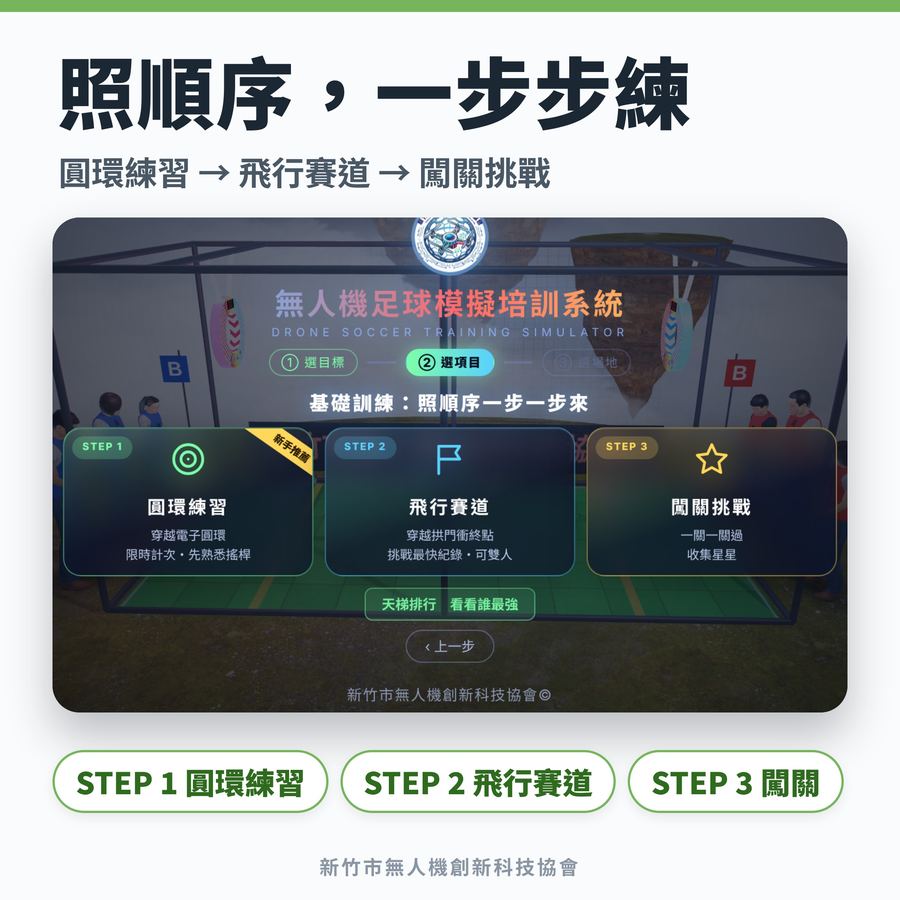 照順序，一步步練
圓環練習 → 飛行賽道 → 闖關挑戰
無人機足球模擬培訓系統
DRONE SOCCER TRAINING SIMULATOR
① 選目標 ② 選項目 ③ 選場地
B
B
基礎訓練：照順序一步一步來
STEP 1
新手推薦
圓環練習
穿越電子圓環
限時計次・先熟悉搖桿
STEP 2
飛行賽道
穿越拱門衝終點
挑戰最快紀錄・可雙人
STEP 3
闖關挑戰
一關一關過
收集星星
天梯排行 看看誰最強
‹ 上一步
新竹市無人機創新科技協會©
STEP 1 圓環練習
STEP 2 飛行賽道
STEP 3 闖關
新竹市無人機創新科技協會